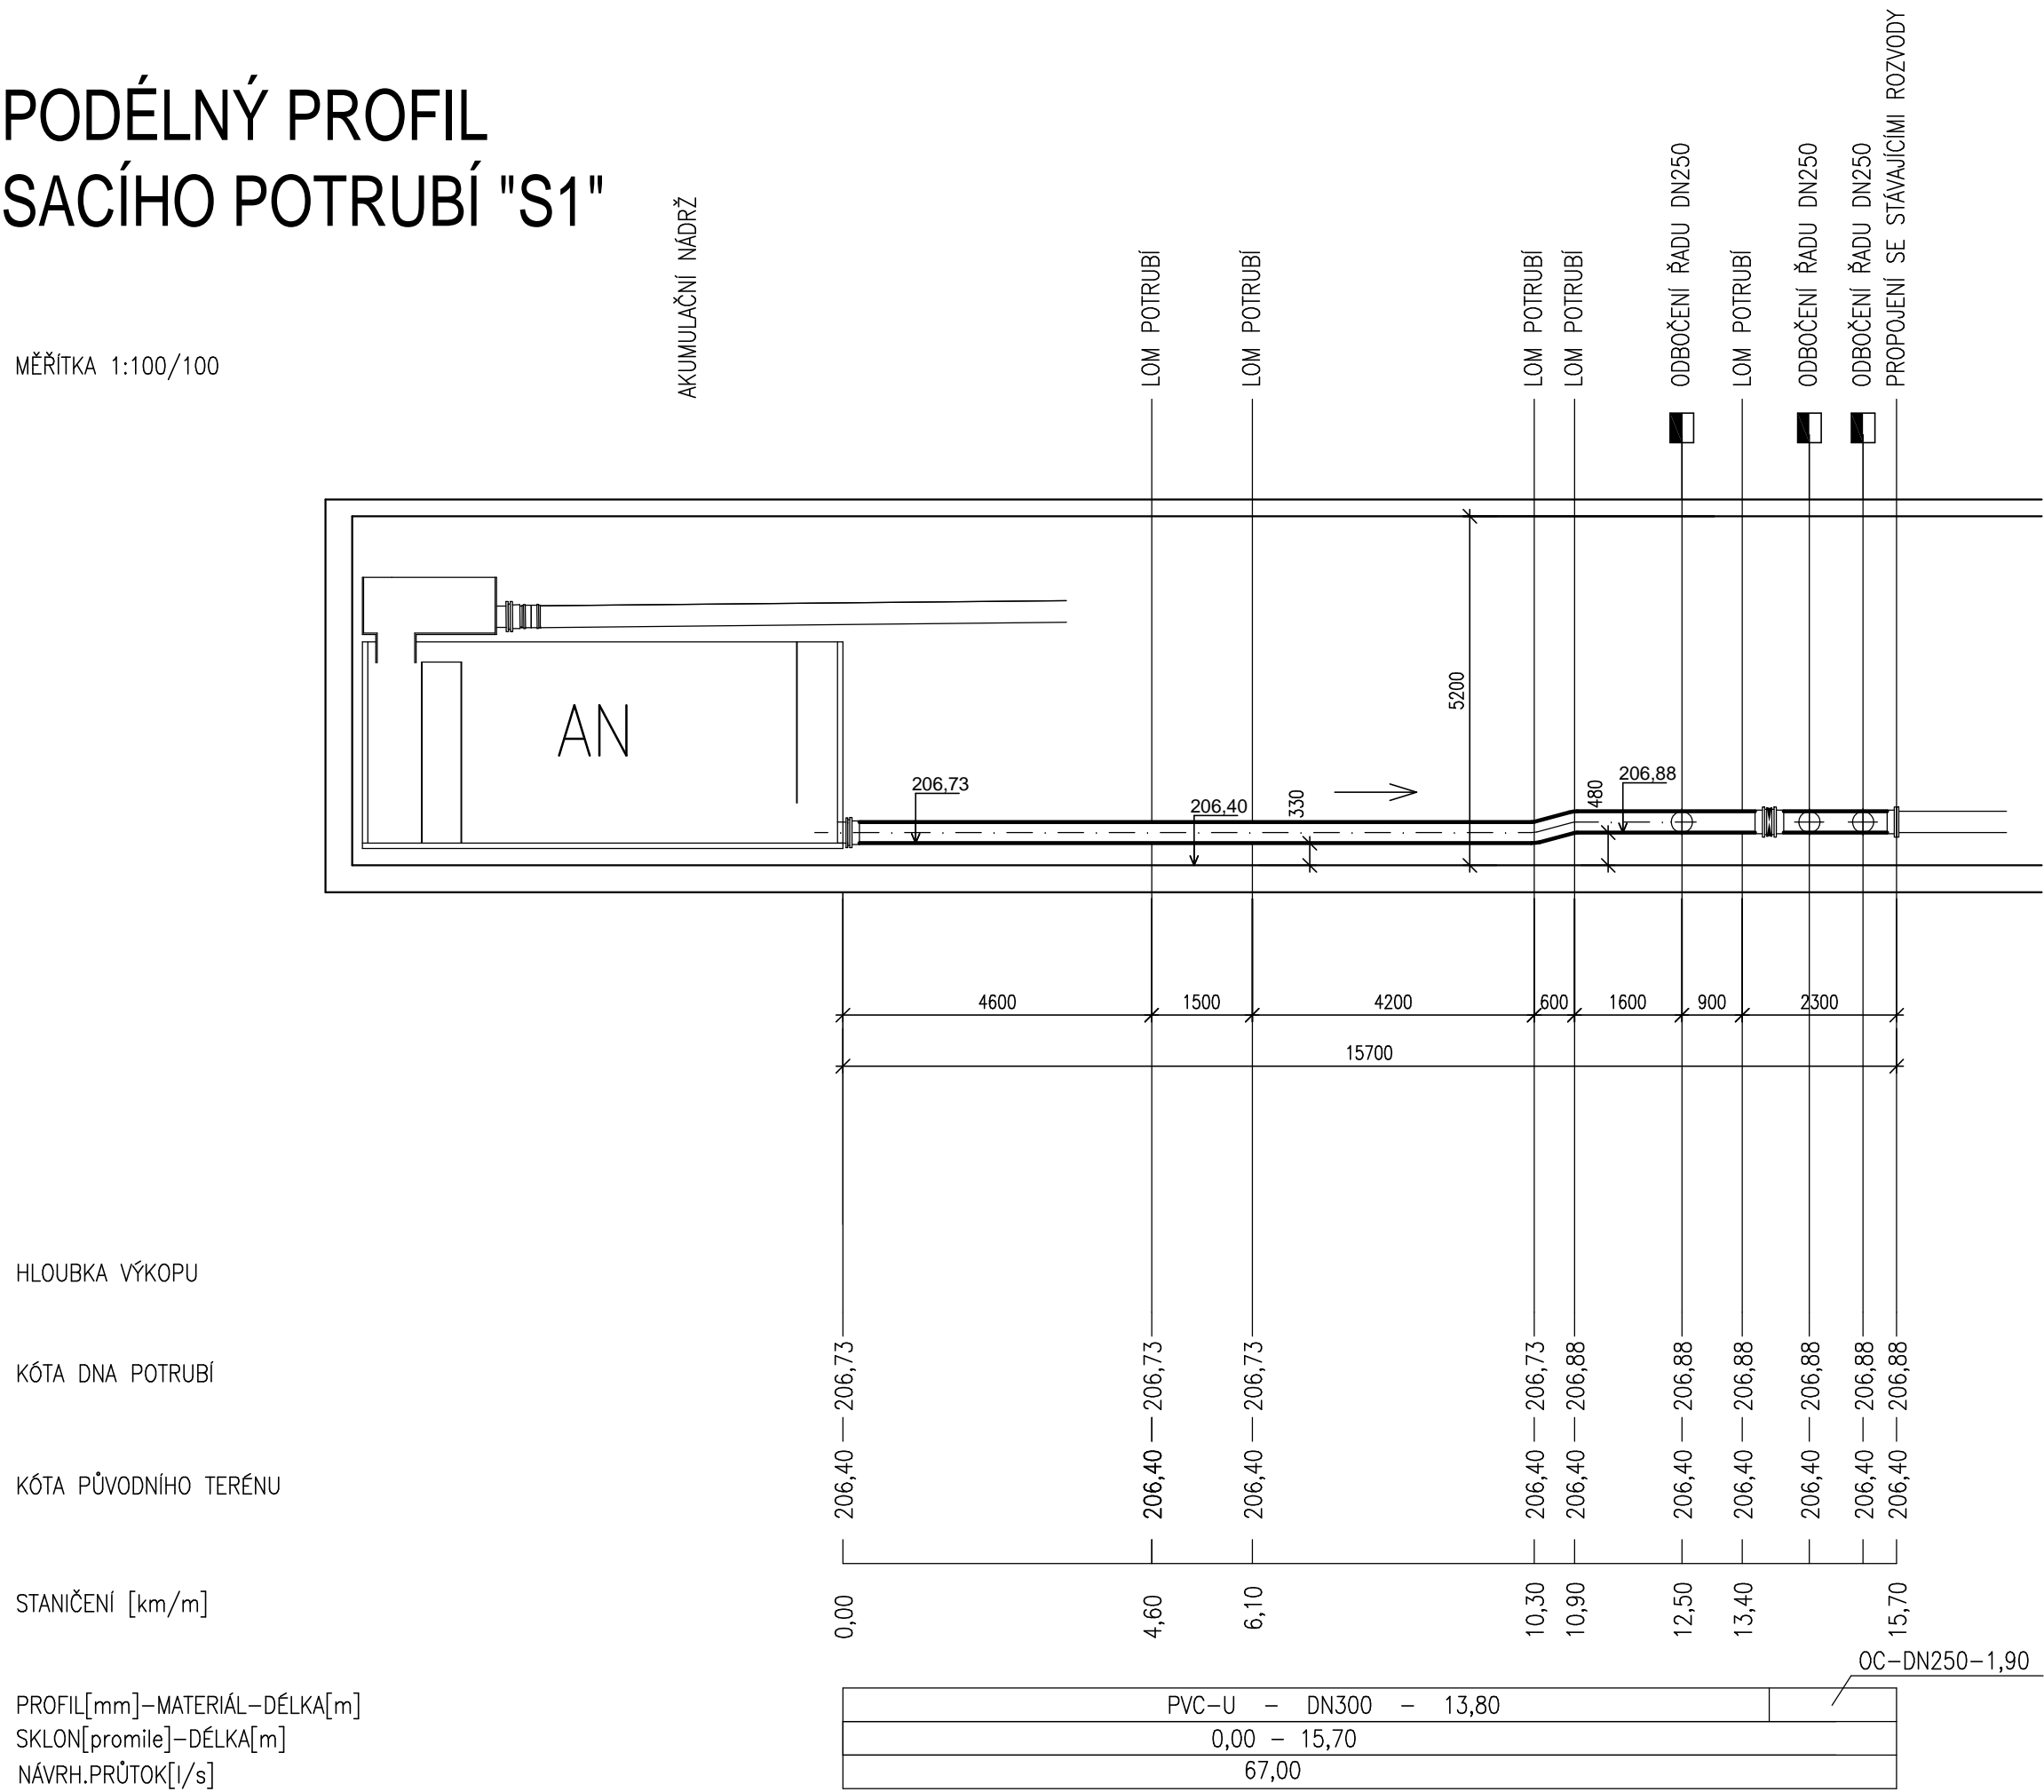 PODÉLNÝ PROFIL
SACÍHO POTRUBÍ "S1"
MĚŘÍTKA 1:100/100
AKUMULAČNÍ NÁDRŽ
LOM POTRUBÍ
LOM POTRUBÍ
LOM POTRUBÍ
LOM POTRUBÍ
ODBOČENÍ ŘADU DN250
LOM POTRUBÍ
ODBOČENÍ ŘADU DN250
ODBOČENÍ ŘADU DN250
PROPOJENÍ SE STÁVAJÍCÍMI ROZVODY
AN
5200
206,73
206,40
330
480
206,88
4600
1500
4200
600
1600
900
2300
15700
HLOUBKA VÝKOPU
KÓTA DNA POTRUBÍ
206,73
206,73
206,73
206,73
206,88
206,88
206,88
206,88
206,88
206,88
KÓTA PŮVODNÍHO TERÉNU
206,40
206,40
206,40
206,40
206,40
206,40
206,40
206,40
206,40
206,40
STANIČENÍ [km/m]
0,00
4,60
6,10
10,30
10,90
12,50
13,40
15,70
OC-DN250-1,90
PROFIL[mm]-MATERIÁL-DÉLKA[m]
PVC-U - DN300 - 13,80
SKLON[promile]-DÉLKA[m]
0,00 - 15,70
NÁVRH.PRŮTOK[l/s]
67,00